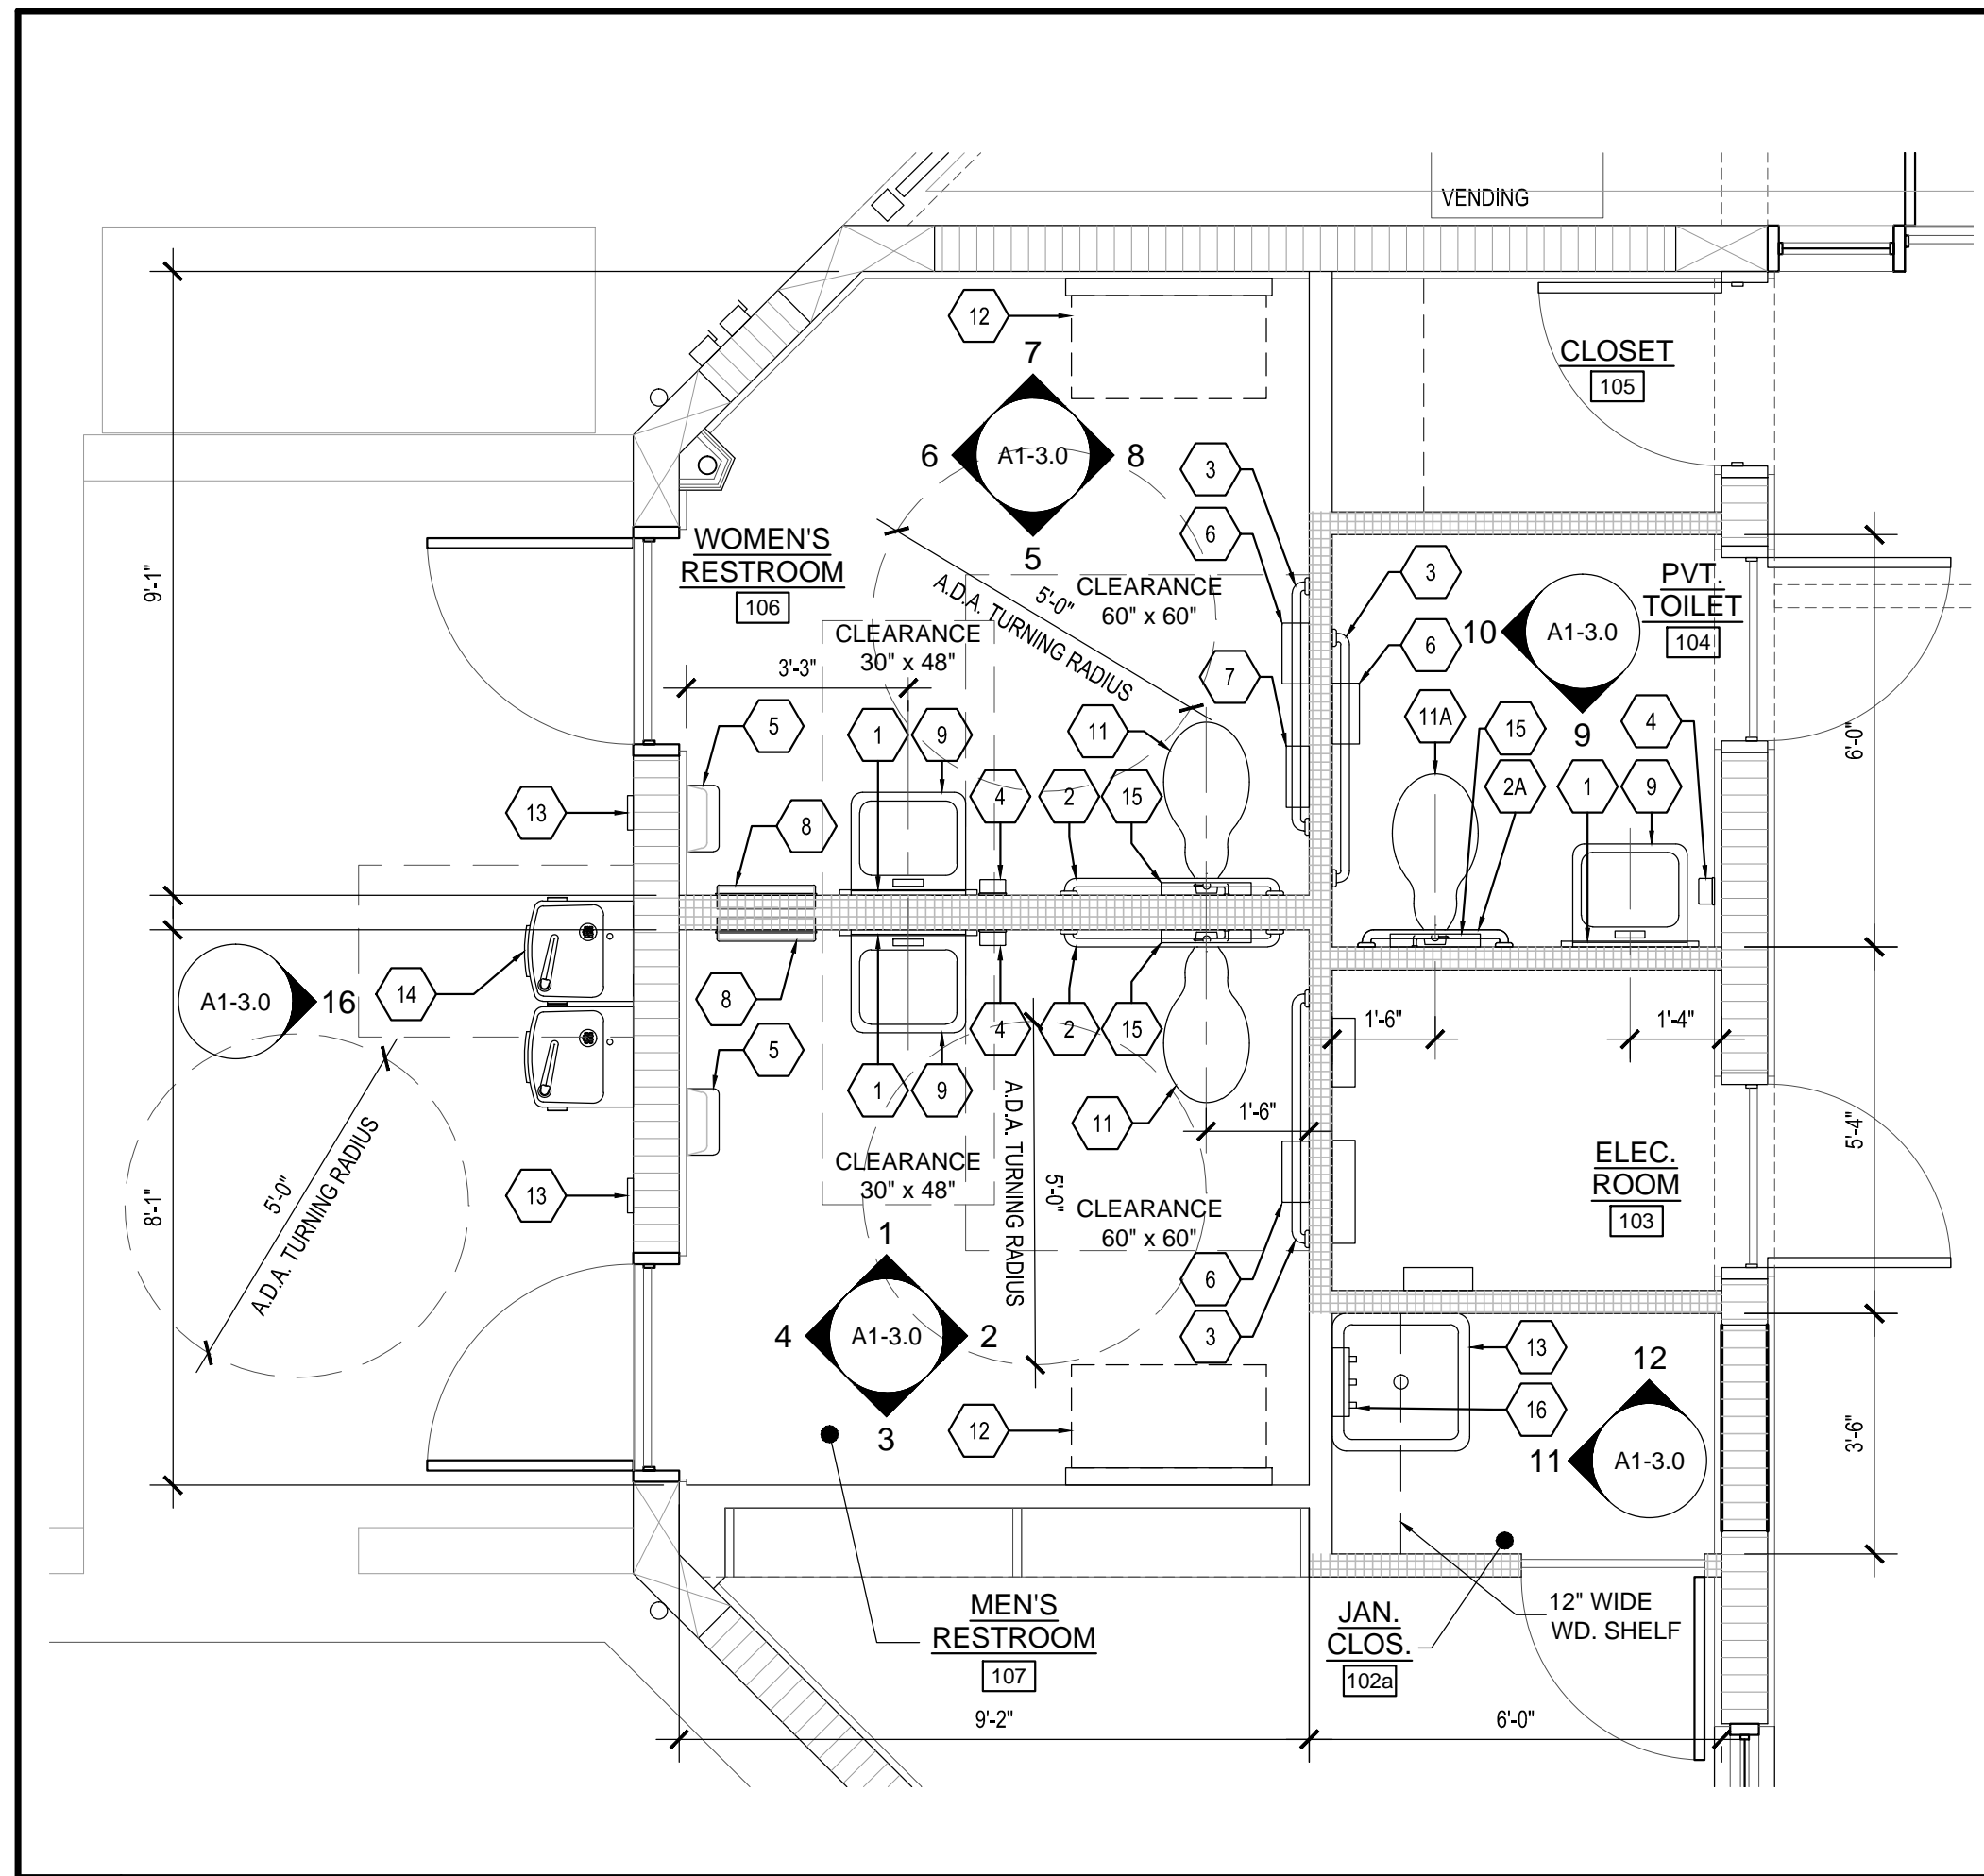 VENDING
12
7
CLOSET
105
6
A1-3.0
8
3
6
5
WOMEN'S
RESTROOM
106
9'-1"
CLEARANCE
60" x 60"
5'-0"
A.D.A. TURNING RADIUS
3
PVT.
TOILET
104
10
A1-3.0
6
9
CLEARANCE
30" x 48"
3'-3"
7
5
1
9
11
11A
15
4
6'-0"
13
8
4
2
15
2A
1
9
A1-3.0
16
14
8
4
2
15
1'-6"
1'-4"
5
1
9
11
1'-6"
5'-0"
A.D.A. TURNING RADIUS
5'-0"
A.D.A. TURNING RADIUS
5'-4"
8'-1"
13
CLEARANCE
30" x 48"
CLEARANCE
60" x 60"
ELEC.
ROOM
103
1
6
4
A1-3.0
2
3
3
13
12
12
16
11
A1-3.0
3'-6"
MEN'S
RESTROOM
107
JAN.
CLOS.
102a
12" WIDE
WD. SHELF
9'-2"
6'-0"